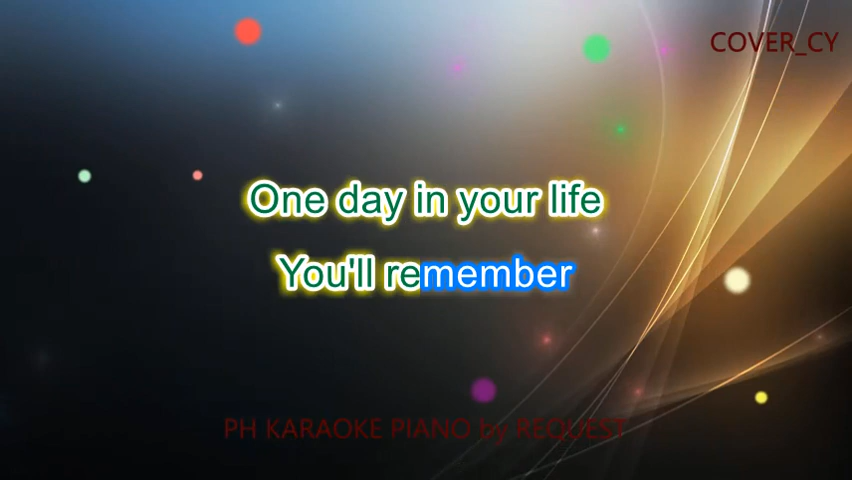 COVER_CY
One day in your life
You'll remember
PH KARAOKE PIANO by REQUEST